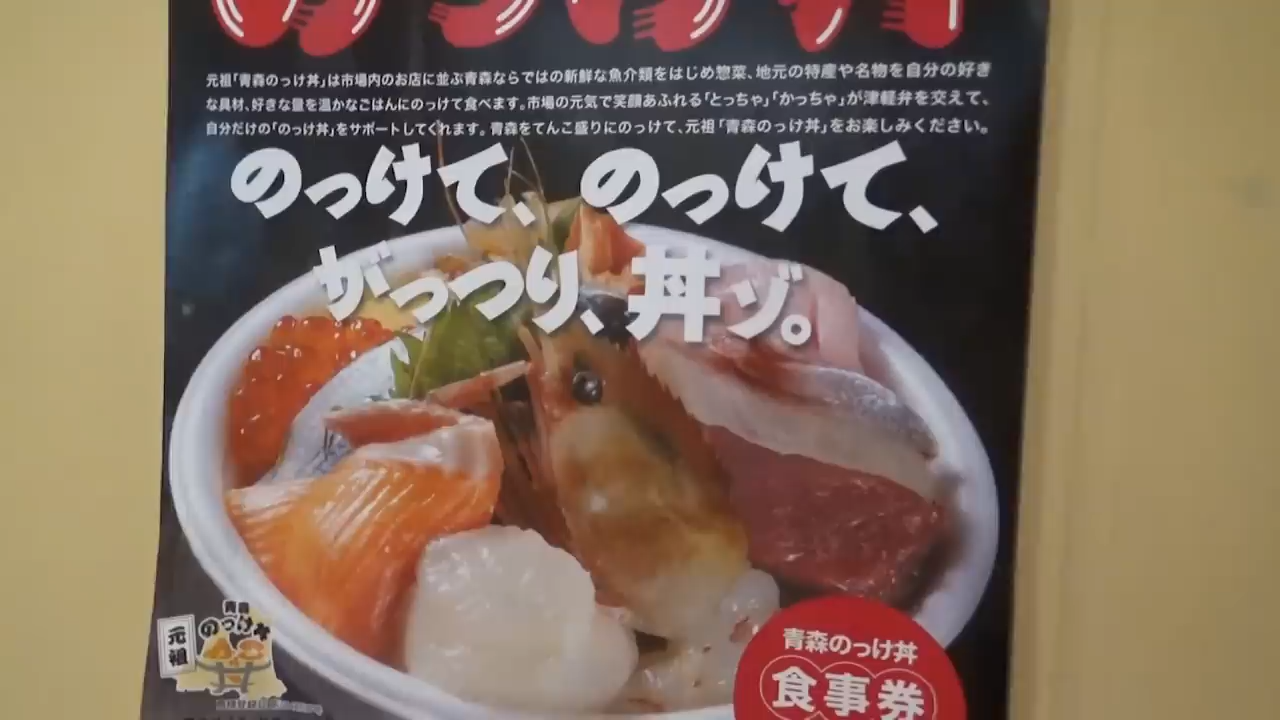 のっけ丼
元祖「青森のっけ丼」は市場内のお店に並ぶ青森ならではの新鮮な魚介類をはじめ惣菜、地元の特産や名物を自分の好き
な具材、好きな量を温かなごはんにのっけて食べます。市場の元気で笑顔あふれる「とっちゃ」「かっちゃ」が津軽弁を交えて、
自分だけの「のっけ丼」をサポートしてくれます。青森をてんこ盛りにのっけて、元祖「青森のっけ丼」をお楽しみください。
のっけて、のっけて、
がっつり、丼ゾ。
元祖
青森
のっけ丼
青森のっけ丼
食事券